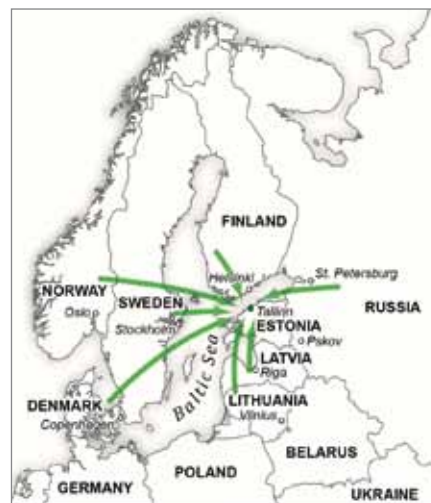 FINLAND
Helsinki
St. Petersburg
NORWAY
SWEDEN
Oslo
Stockholm
Tallinn
RUSSIA
ESTONIA
Pskov
LATVIA
Riga
Baltic Sea
DENMARK
Copenhagen
LITHUANIA
Vilnius
BELARUS
POLAND
GERMANY
UKRAINE